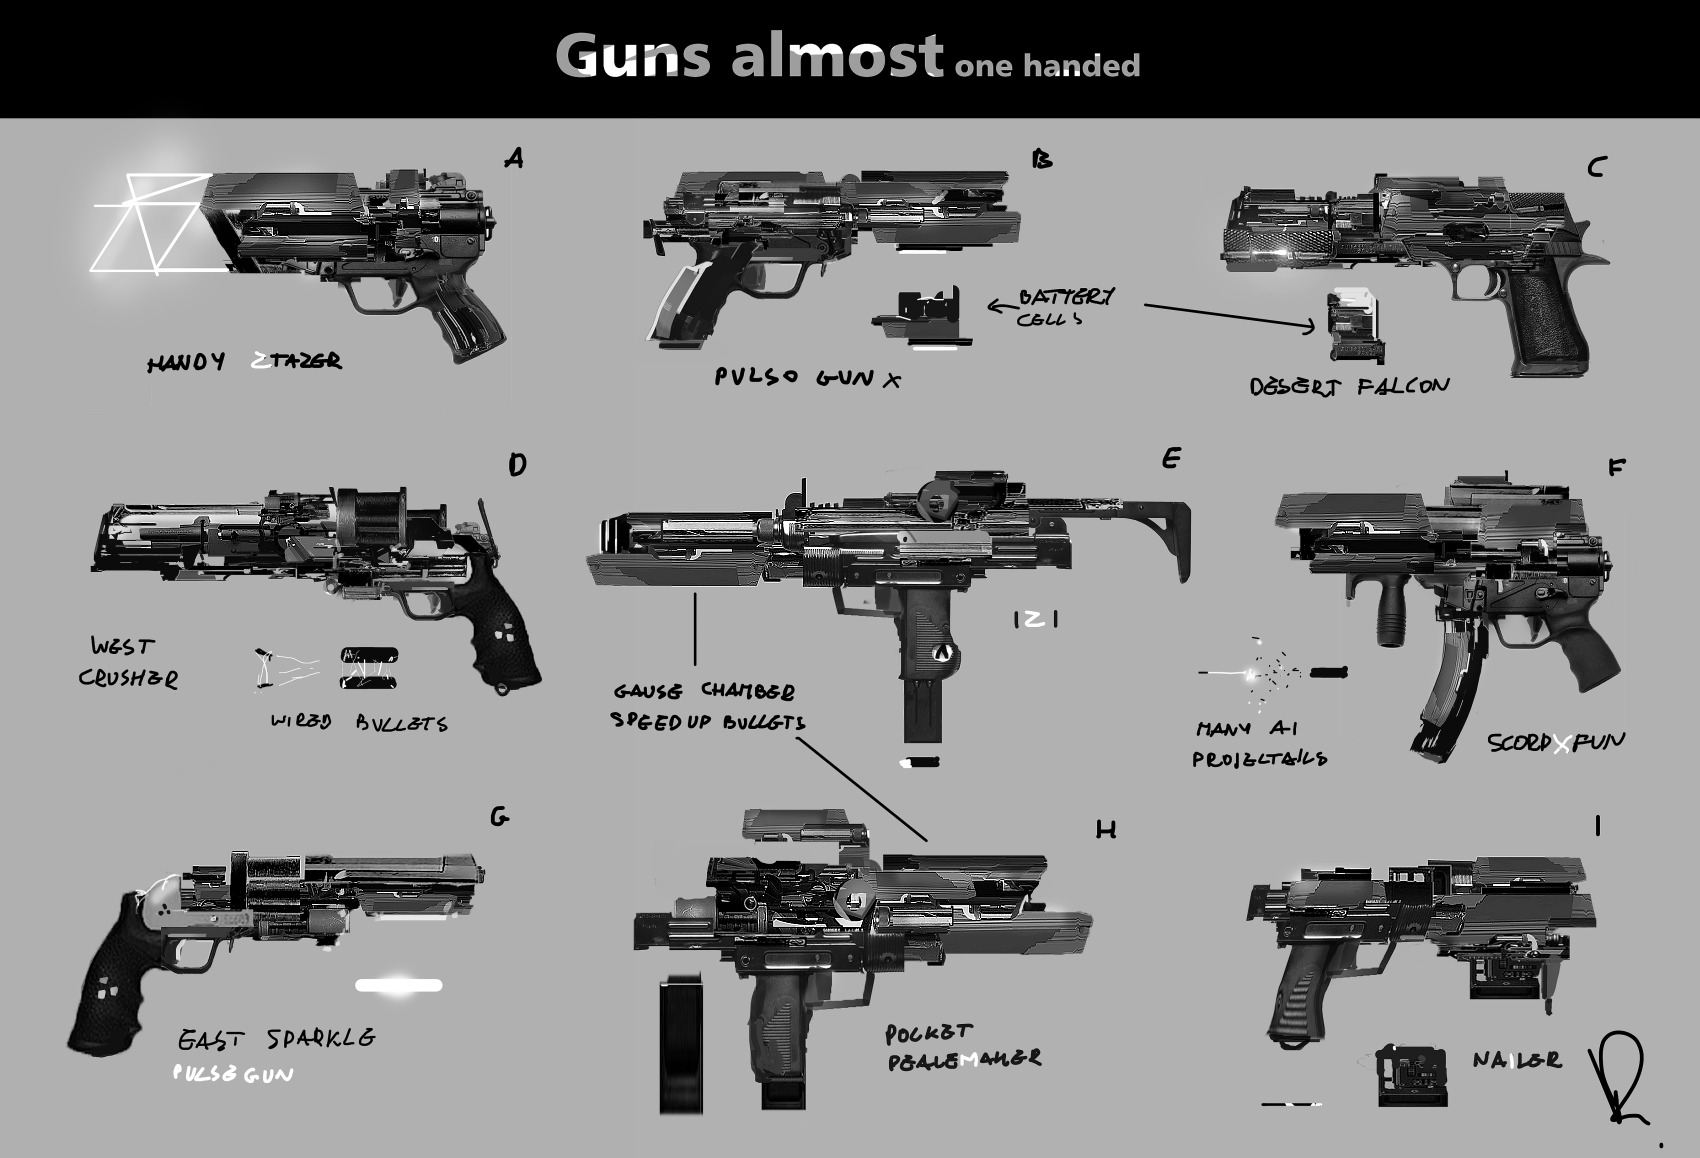 Guns almost one handed
A
B
C
HANDY ZTAZER
BATTERY
CELLS
PULSO GUN X
DESERT FALCON
D
E
F
WEST
CRUSHER
WIRED BULLETS
IZI
GAUSE CHAMBER
SPEED UP BULLETS
MANY AI
PROJECTAILS
SCORPXFUN
G
H
I
EAST SPARKLE
PULSE GUN
POCKET
PEACEMAKER
NAILER